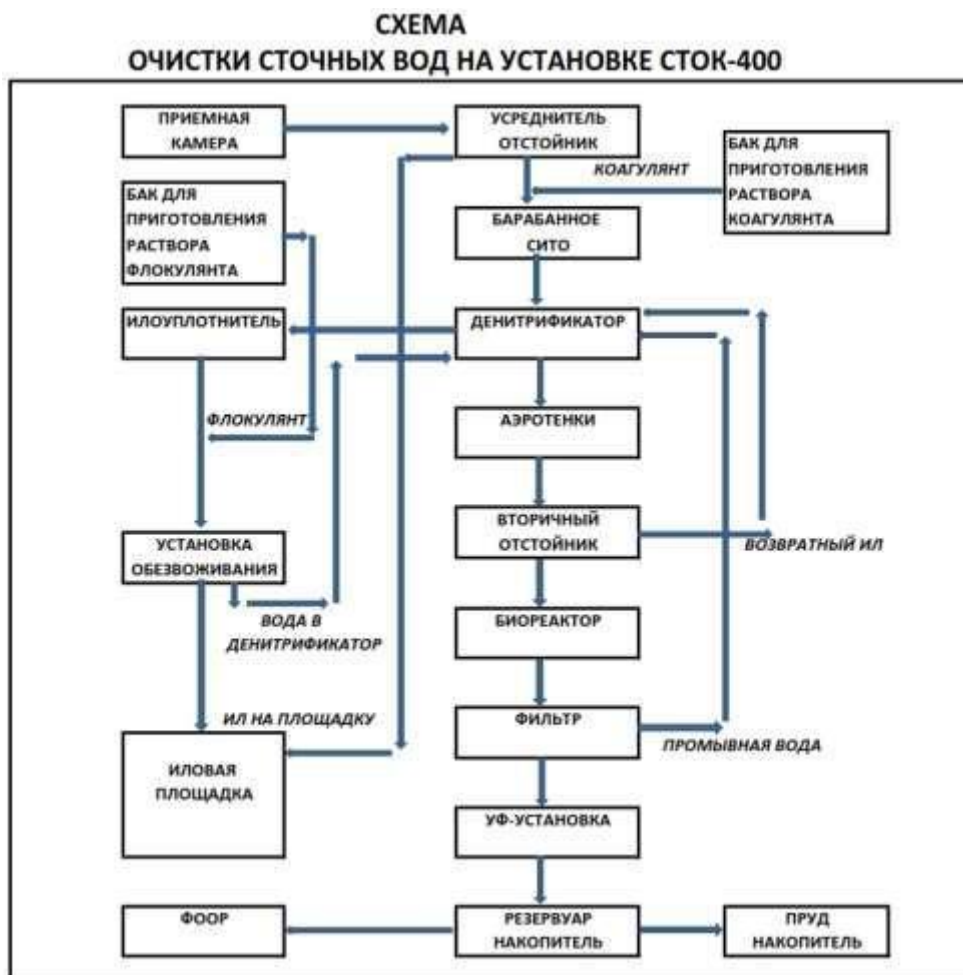 СХЕМА
ОЧИСТКИ СТОЧНЫХ ВОД НА УСТАНОВКЕ СТОК-400
ПРИЕМНАЯ
КАМЕРА
УСРЕДНИТЕЛЬ
ОТСТОЙНИК
КОАГУЛЯНТ
БАК ДЛЯ
ПРИГОТОВЛЕНИЯ
РАСТВОРА
КОАГУЛЯНТА
БАК ДЛЯ
ПРИГОТОВЛЕНИЯ
РАСТВОРА
ФЛОКУЛЯНТА
БАРАБАННОЕ
СИТО
ИЛОУПЛОТНИТЕЛЬ
ДЕНИТРИФИКАТОР
ФЛОКУЛЯНТ
АЭРОТЕНКИ
ВТОРИЧНЫЙ
ОТСТОЙНИК
ВОЗВРАТНЫЙ ИЛ
УСТАНОВКА
ОБЕЗВОЖИВАНИЯ
ВОДА В
ДЕНИТРИФИКАТОР
БИОРЕАКТОР
ИЛ НА ПЛОЩАДКУ
ФИЛЬТР
ПРОМЫВНАЯ ВОДА
ИЛОВАЯ
ПЛОЩАДКА
УФ-УСТАНОВКА
ФООР
РЕЗЕРВУАР
НАКОПИТЕЛЬ
ПРУД
НАКОПИТЕЛЬ